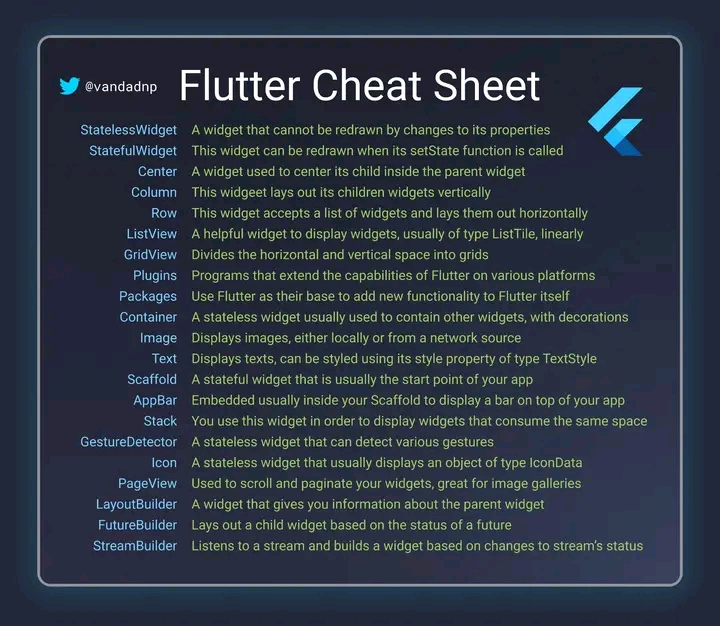 @vandadnp
Flutter Cheat Sheet
StatelessWidget A widget that cannot be redrawn by changes to its properties
StatefulWidget This widget can be redrawn when its setState function is called
Center A widget used to center its child inside the parent widget
Column This widgeet lays out its children widgets vertically
Row This widget accepts a list of widgets and lays them out horizontally
ListView A helpful widget to display widgets, usually of type ListTile, linearly
GridView Divides the horizontal and vertical space into grids
Plugins Programs that extend the capabilities of Flutter on various platforms
Packages Use Flutter as their base to add new functionality to Flutter itself
Container A stateless widget usually used to contain other widgets, with decorations
Image Displays images, either locally or from a network source
Text Displays texts, can be styled using its style property of type TextStyle
Scaffold A stateful widget that is usually the start point of your app
AppBar Embedded usually inside your Scaffold to display a bar on top of your app
Stack You use this widget in order to display widgets that consume the same space
GestureDetector A stateless widget that can detect various gestures
Icon A stateless widget that usually displays an object of type IconData
PageView Used to scroll and paginate your widgets, great for image galleries
LayoutBuilder A widget that gives you information about the parent widget
FutureBuilder Lays out a child widget based on the status of a future
StreamBuilder Listens to a stream and builds a widget based on changes to stream's status